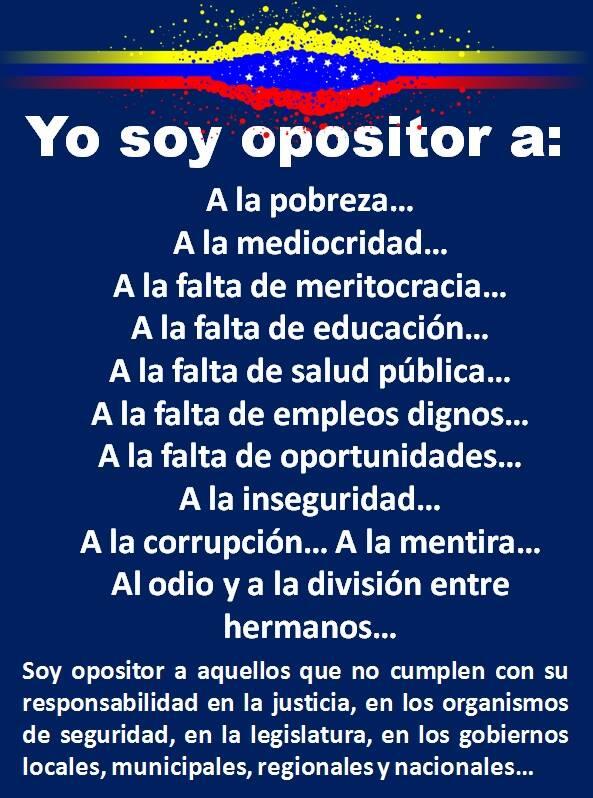 Yo soy opositor a:
A la pobreza...
A la mediocridad...
A la falta de meritocracia...
A la falta de educación...
A la falta de salud pública...
A la falta de empleos dignos...
A la falta de oportunidades...
A la inseguridad...
A la corrupción... A la mentira...
Al odio y a la división entre
hermanos...
Soy opositor a aquellos que no cumplen con su
responsabilidad en la justicia, en los organismos
de seguridad, en la legislatura, en los gobiernos
locales, municipales, regionales y nacionales...